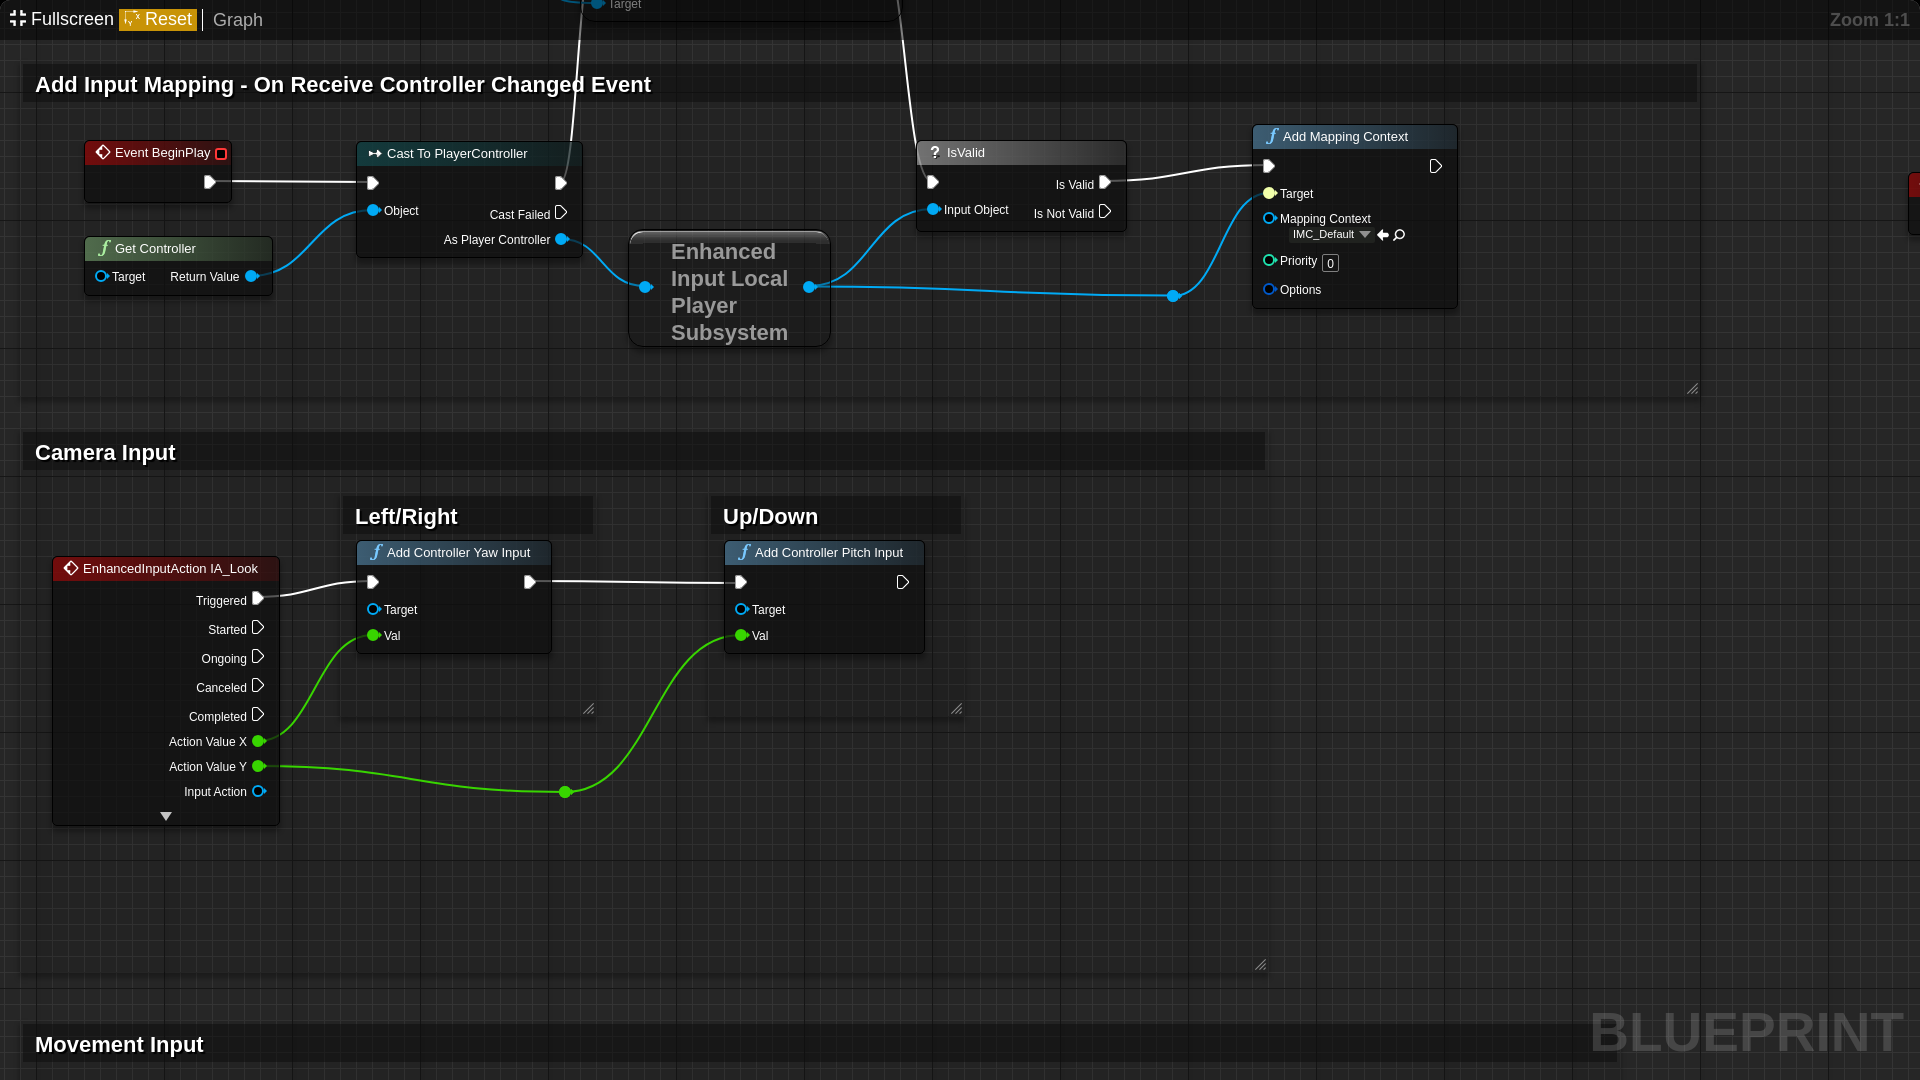 Fullscreen Reset Graph
Zoom 1:1
Target
Add Input Mapping - On Receive Controller Changed Event
Event BeginPlay
Get Controller
Target Return Value
Cast To PlayerController
Object
Cast Failed
As Player Controller
Enhanced
Input Local
Player
Subsystem
IsValid
Is Valid
Input Object
Is Not Valid
Add Mapping Context
Target
Mapping Context
IMC_Default
Priority 0
Options
Camera Input
Left/Right
Up/Down
EnhancedInputAction IA_Look
Triggered
Started
Ongoing
Canceled
Completed
Action Value X
Action Value Y
Input Action
Add Controller Yaw Input
Target
Val
Add Controller Pitch Input
Target
Val
Movement Input
BLUEPRINT